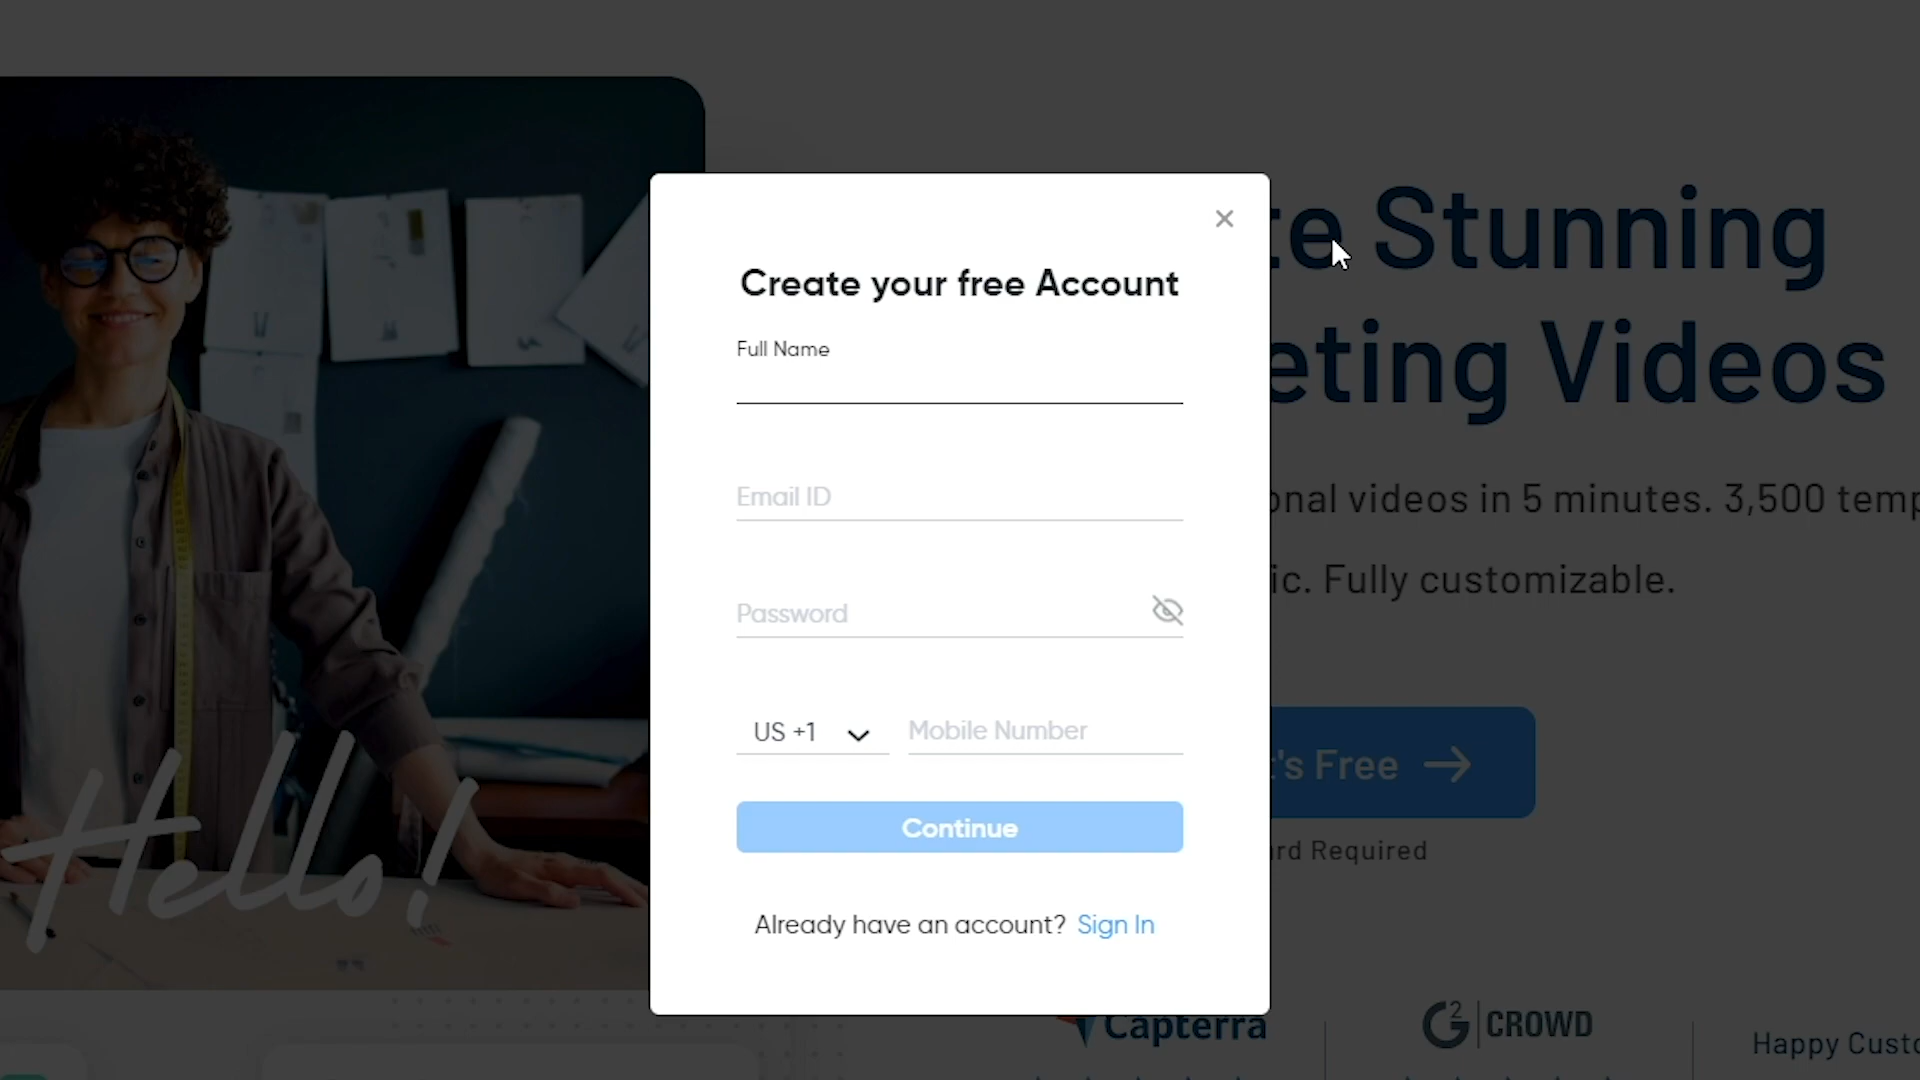 Create your free Account
Full Name
Email ID
Password
US +1
Mobile Number
Continue
Already have an account? Sign In
te Stunning
eting Videos
onal videos in 5 minutes. 3,500 temp
ic. Fully customizable.
t's Free
rd Required
Hello!
Capterra
G2 CROWD
Happy Custo